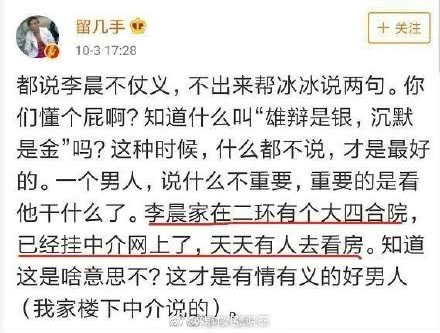 留几手
10-3 17:28
+关注
都说李晨不仗义，不出来帮冰冰说两句。你
们懂个屁啊？知道什么叫“雄辩是银，沉默
是金”吗？这种时候，什么都不说，才是最好
的。一个男人，说什么不重要，重要的是看
他干什么了。李晨家在二环有个大四合院，
已经挂中介网上了，天天有人去看房。知道
这是啥意思不？这才是有情有义的好男人
（我家楼下中介说的）。